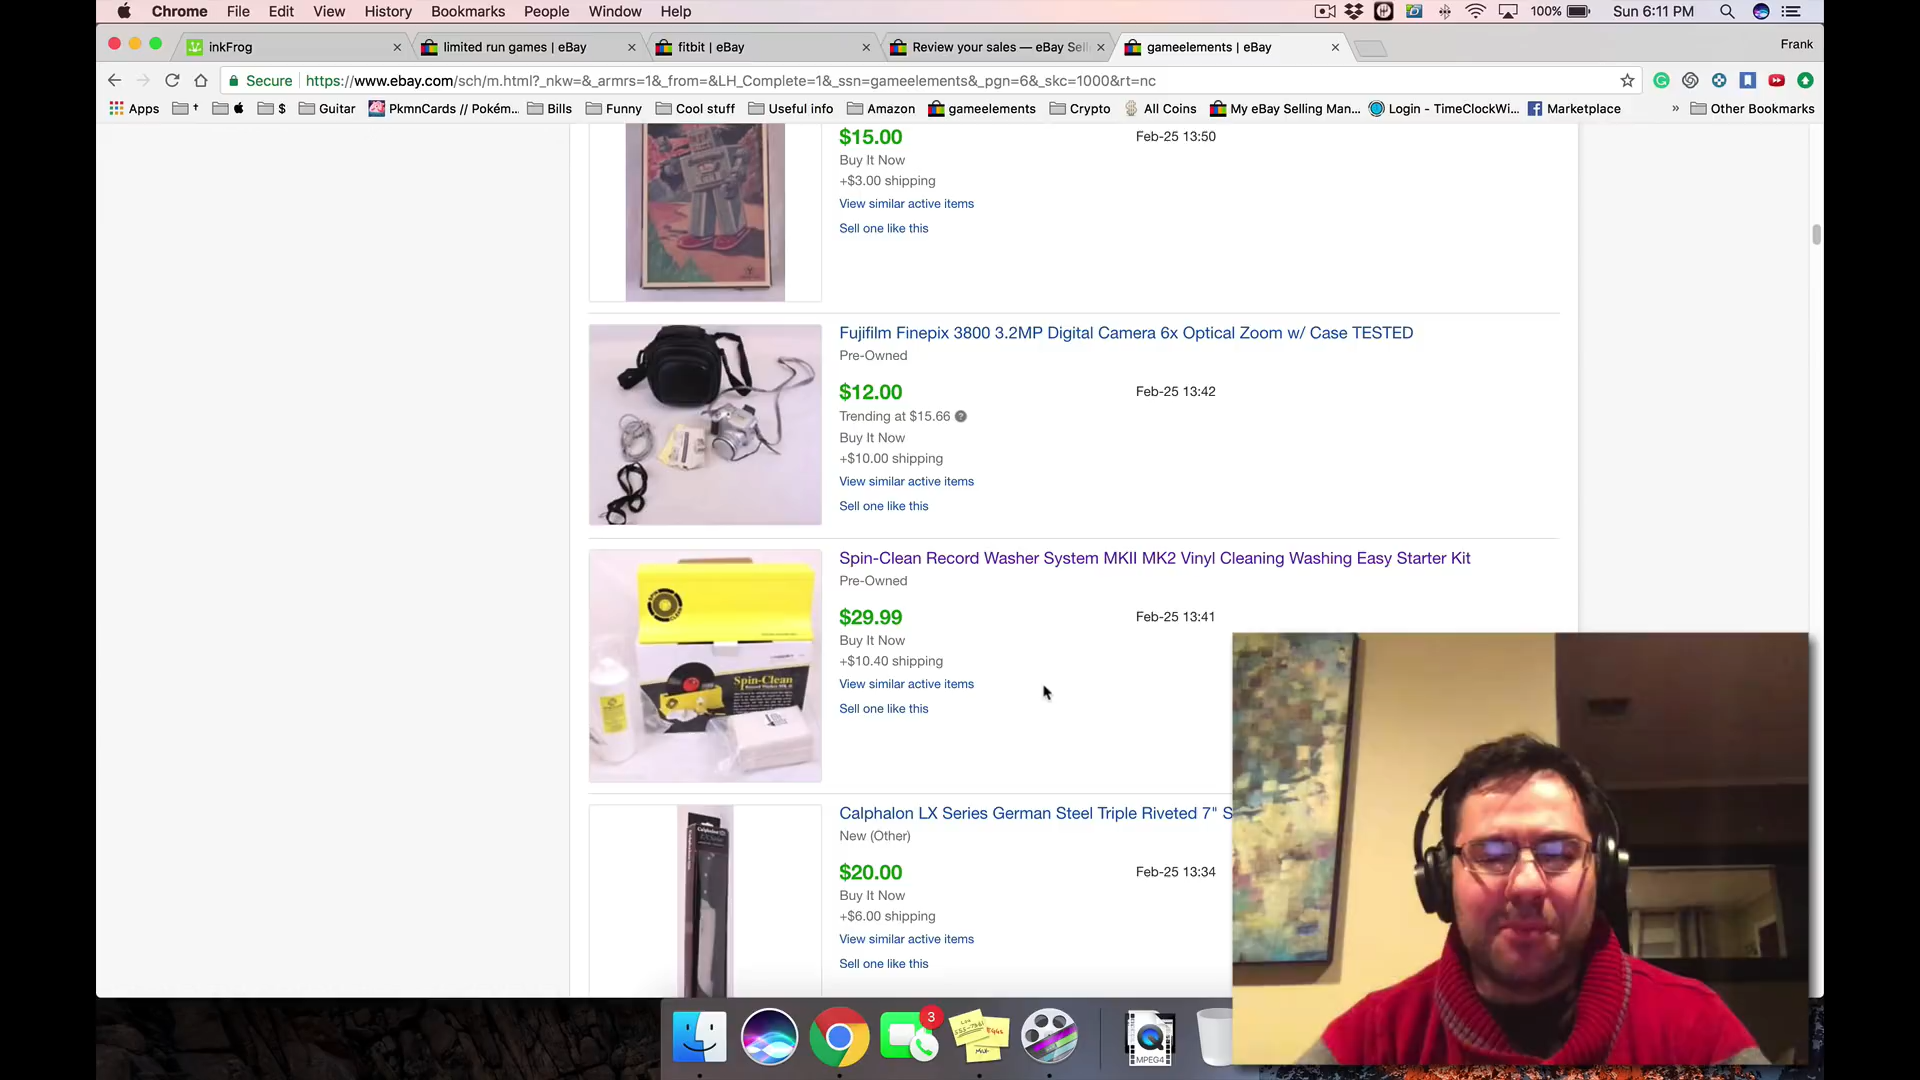 Chrome File Edit View History Bookmarks People Window Help 100% Sun 6:11 PM
inkFrog limited run games | eBay fitbit | eBay Review your sales — eBay Sell gameelements | eBay Frank
Secure https://www.ebay.com/sch/m.html?_nkw=&_armrs=1&_from=&LH_Complete=1&_ssn=gameelements&_pgn=6&_skc=1000&rt=nc
Apps † $ Guitar PkmnCards // Pokém... Bills Funny Cool stuff Useful info Amazon gameelements Crypto All Coins My eBay Selling Man... Login - TimeClockWi... Marketplace » Other Bookmarks
$15.00 Feb-25 13:50
Buy It Now
+$3.00 shipping
View similar active items
Sell one like this
Fujifilm Finepix 3800 3.2MP Digital Camera 6x Optical Zoom w/ Case TESTED
Pre-Owned
$12.00 Feb-25 13:42
Trending at $15.66 ?
Buy It Now
+$10.00 shipping
View similar active items
Sell one like this
Spin-Clean Record Washer System MKII MK2 Vinyl Cleaning Washing Easy Starter Kit
Pre-Owned
$29.99 Feb-25 13:41
Buy It Now
+$10.40 shipping
View similar active items
Sell one like this
Spin-Clean
Calphalon LX Series German Steel Triple Riveted 7" S
New (Other)
$20.00 Feb-25 13:34
Buy It Now
+$6.00 shipping
View similar active items
Sell one like this
3
EGGS
MILK
MPEG4